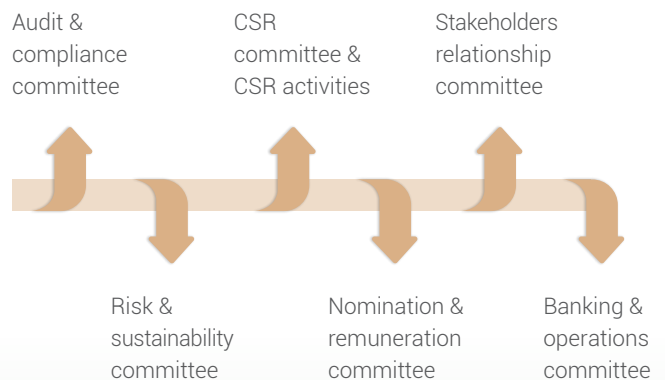 Audit &
compliance
committee
CSR
committee &
CSR activities
Stakeholders
relationship
committee
Risk &
sustainability
committee
Nomination &
remuneration
committee
Banking &
operations
committee